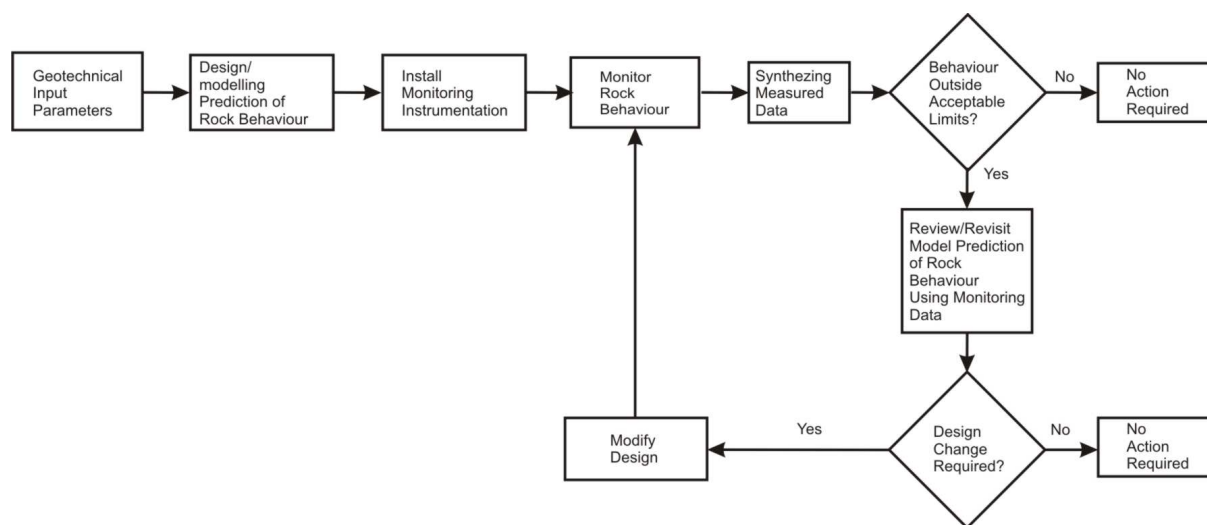 Geotechnical
Input
Parameters
Design/
modelling
Prediction of
Rock Behaviour
Install
Monitoring
Instrumentation
Monitor
Rock
Behaviour
Synthezing
Measured
Data
Behaviour
Outside
Acceptable
Limits?
No
No
Action
Required
Yes
Review/Revisit
Model Prediction
of Rock
Behaviour
Using Monitoring
Data
Design
Change
Required?
No
No
Action
Required
Yes
Modify
Design